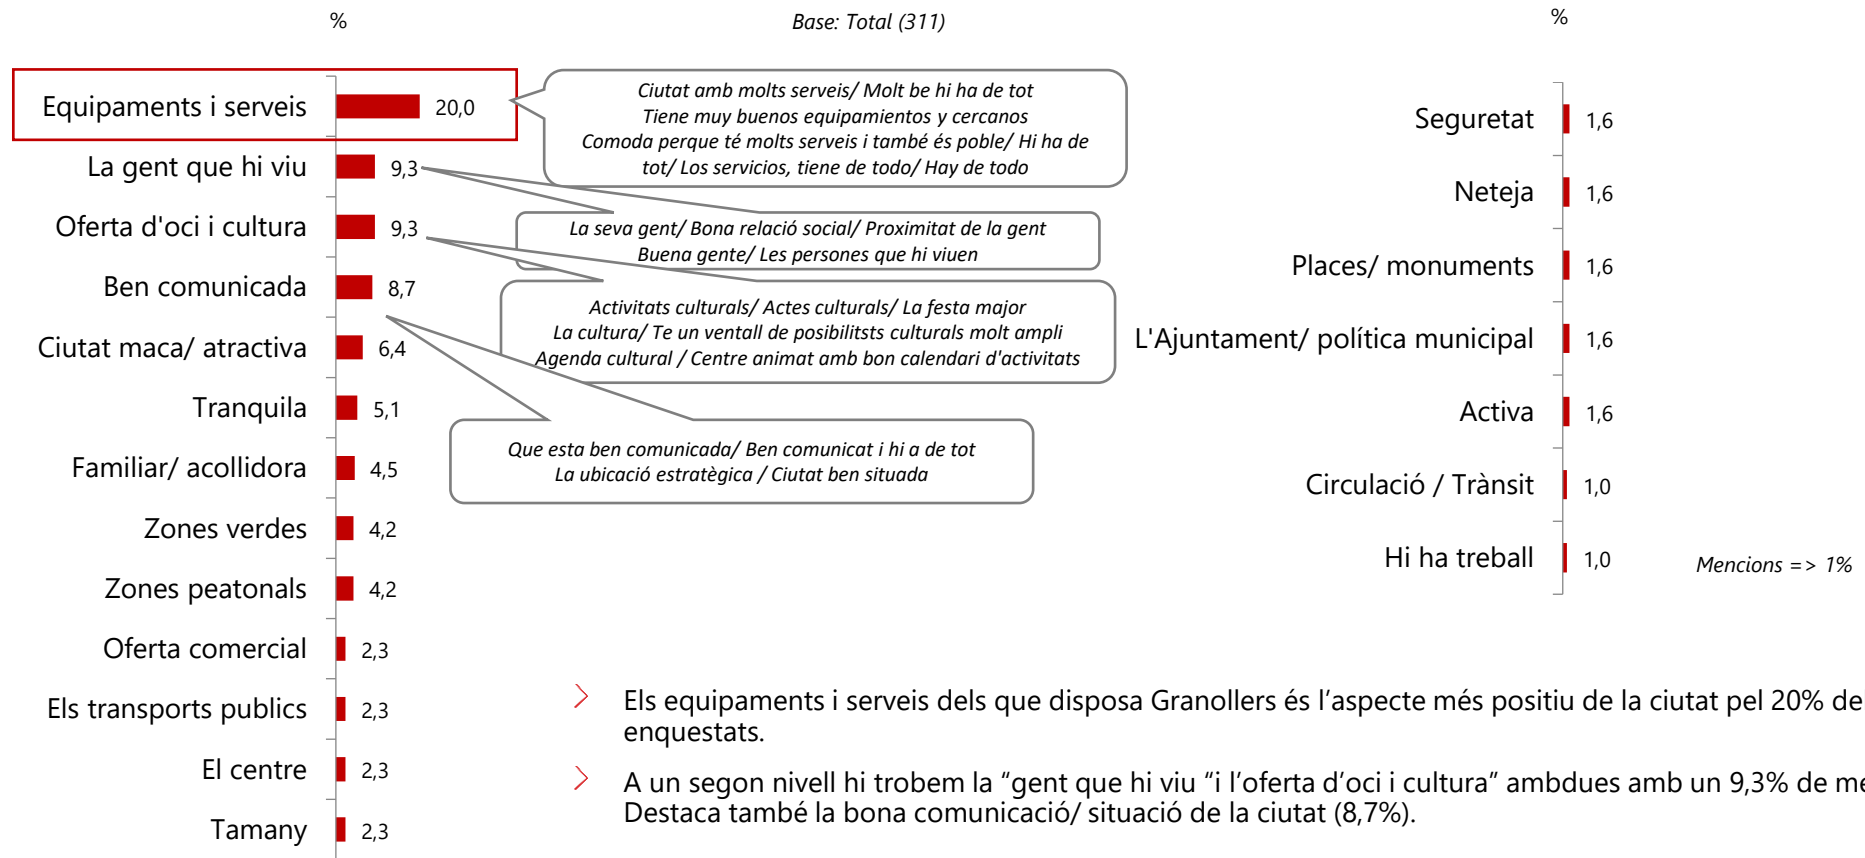 %
Base: Total (311)
%
Equipaments i serveis 20,0
La gent que hi viu 9,3
Oferta d'oci i cultura 9,3
Ben comunicada 8,7
Ciutat maca/ atractiva 6,4
Tranquila 5,1
Familiar/ acollidora 4,5
Zones verdes 4,2
Zones peatonals 4,2
Oferta comercial 2,3
Els transports publics 2,3
El centre 2,3
Tamany 2,3
Ciutat amb molts serveis/ Molt be hi ha de tot
Tiene muy buenos equipamientos y cercanos
Comoda perque té molts serveis i també és poble/ Hi ha de
tot/ Los servicios, tiene de todo/ Hay de todo
La seva gent/ Bona relació social/ Proximitat de la gent
Buena gente/ Les persones que hi viuen
Activitats culturals/ Actes culturals/ La festa major
La cultura/ Te un ventall de posibilitsts culturals molt ampli
Agenda cultural / Centre animat amb bon calendari d'activitats
Que esta ben comunicada/ Ben comunicat i hi a de tot
La ubicació estratègica / Ciutat ben situada
Seguretat 1,6
Neteja 1,6
Places/ monuments 1,6
L'Ajuntament/ política municipal 1,6
Activa 1,6
Circulació / Trànsit 1,0
Hi ha treball 1,0
Mencions => 1%
Els equipaments i serveis dels que disposa Granollers és l’aspecte més positiu de la ciutat pel 20% de
enquestats.
A un segon nivell hi trobem la “gent que hi viu “i l’oferta d’oci i cultura” ambdues amb un 9,3% de
Destaca també la bona comunicació/ situació de la ciutat (8,7%).